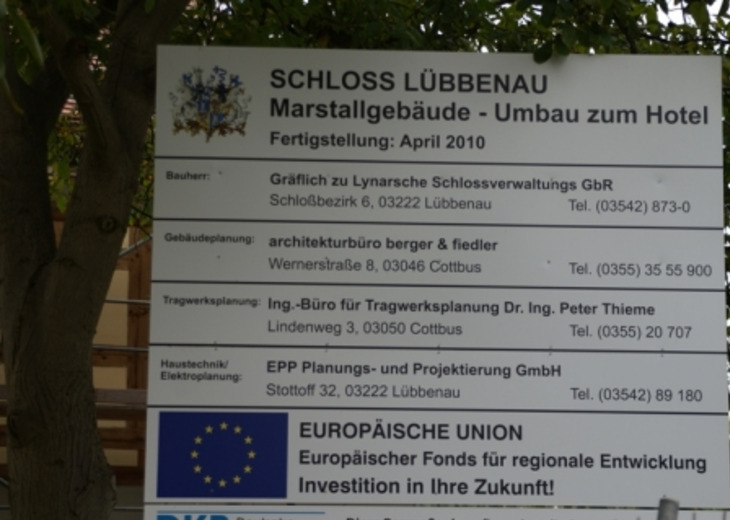 SCHLOSS LÜBBENAU
Marstallgebäude - Umbau zum Hotel
Fertigstellung: April 2010
Bauherr: Gräflich zu Lynarsche Schlossverwaltungs GbR
Schloßbezirk 6, 03222 Lübbenau Tel. (03542) 873-0
Gebäudeplanung: architekturbüro berger & fiedler
Wernerstraße 8, 03046 Cottbus Tel. (0355) 35 55 900
Tragwerksplanung: Ing.-Büro für Tragwerksplanung Dr. Ing. Peter Thieme
Lindenweg 3, 03050 Cottbus Tel. (0355) 20 707
Haustechnik/
Elektroplanung: EPP Planungs- und Projektierung GmbH
Stottoff 32, 03222 Lübbenau Tel. (03542) 89 180
EUROPÄISCHE UNION
Europäischer Fonds für regionale Entwicklung
Investition in Ihre Zukunft!
DKB